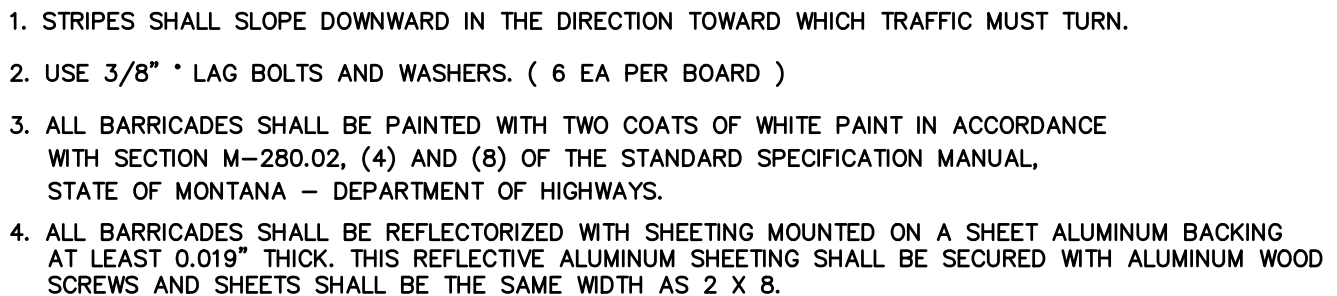 1. STRIPES SHALL SLOPE DOWNWARD IN THE DIRECTION TOWARD WHICH TRAFFIC MUST TURN.
2. USE 3/8" • LAG BOLTS AND WASHERS. ( 6 EA PER BOARD )
3. ALL BARRICADES SHALL BE PAINTED WITH TWO COATS OF WHITE PAINT IN ACCORDANCE
WITH SECTION M-280.02, (4) AND (8) OF THE STANDARD SPECIFICATION MANUAL,
STATE OF MONTANA - DEPARTMENT OF HIGHWAYS.
4. ALL BARRICADES SHALL BE REFLECTORIZED WITH SHEETING MOUNTED ON A SHEET ALUMINUM BACKING
AT LEAST 0.019" THICK. THIS REFLECTIVE ALUMINUM SHEETING SHALL BE SECURED WITH ALUMINUM WOOD
SCREWS AND SHEETS SHALL BE THE SAME WIDTH AS 2 X 8.